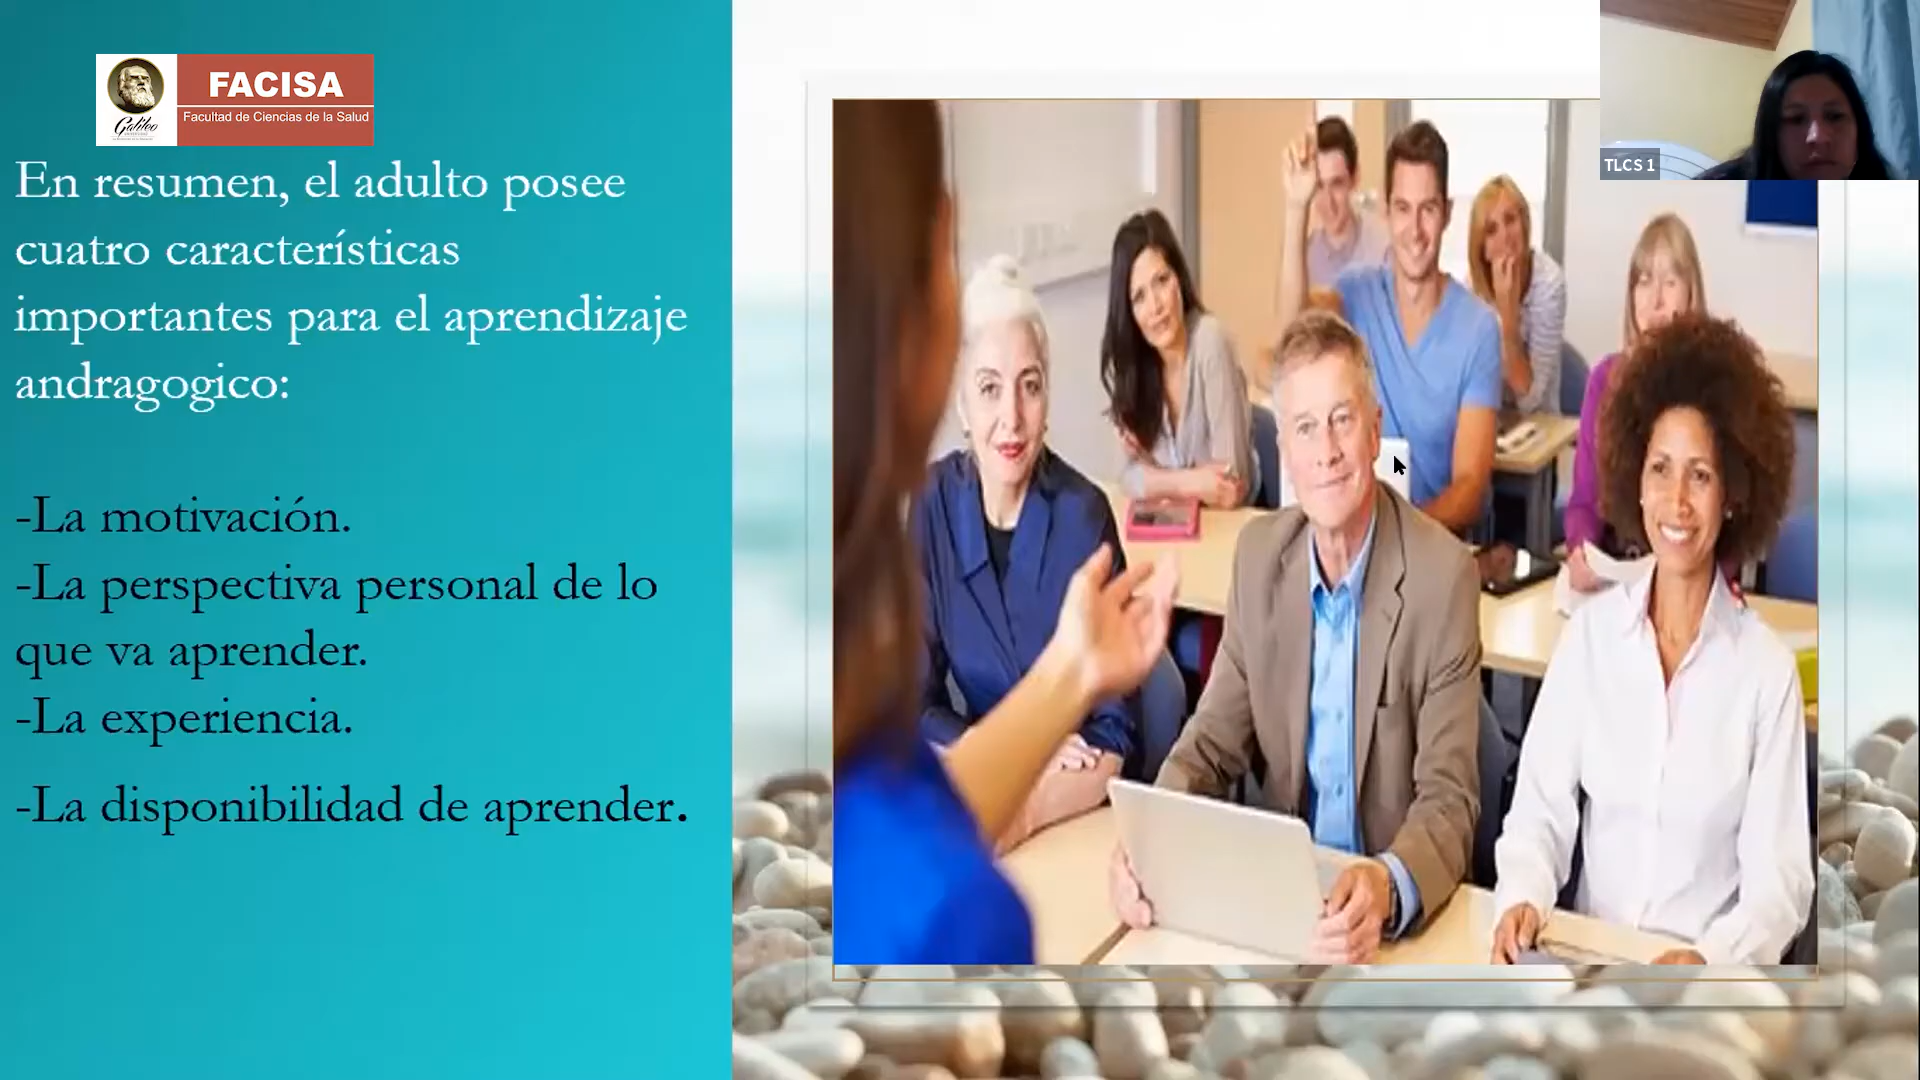 FACISA
Galileo
Facultad de Ciencias de la Salud
TLCS 1
En resumen, el adulto posee
cuatro características
importantes para el aprendizaje
andragogico:
-La motivación.
-La perspectiva personal de lo
que va aprender.
-La experiencia.
-La disponibilidad de aprender.